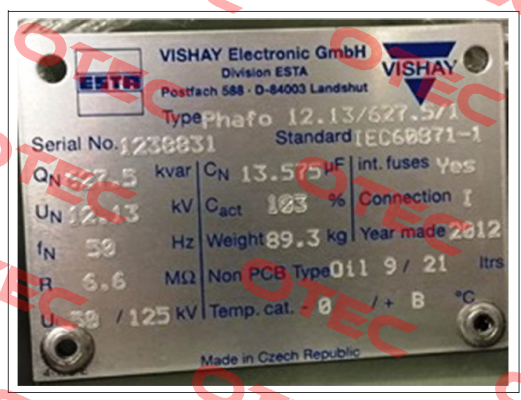 VISHAY Electronic GmbH
ESTA
Division ESTA
VISHAY
Postfach 588 · D-84003 Landshut
Type Phafo 12.13/627.5/1
Serial No. 1230031
Standard IEC60871-1
QN 627.5 kvar CN 13.575 µF int. fuses Yes
UN 12.13 kV Cact 103 % Connection I
fN 50 Hz Weight 89.3 kg Year made 2012
R 6.6 MΩ Non PCB Type Oil 9 / 21 ltrs
U 50 / 125 kV Temp. cat. - 0 / + B °C
Made in Czech Republic
OTEC